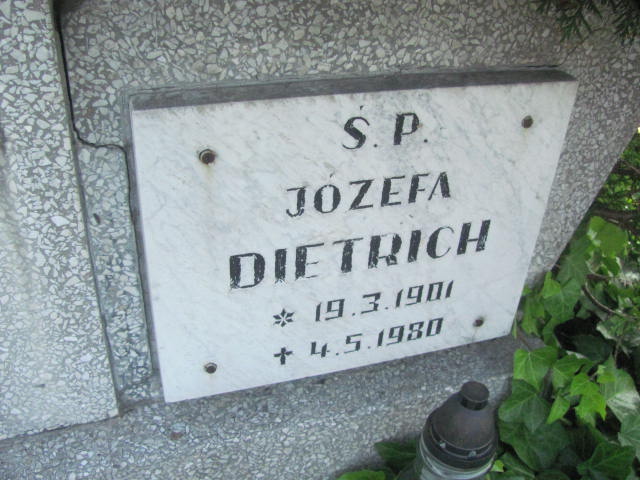 Ś.P.
JÓZEFA
DIETRICH
* 19.3.1901
+ 4.5.1980